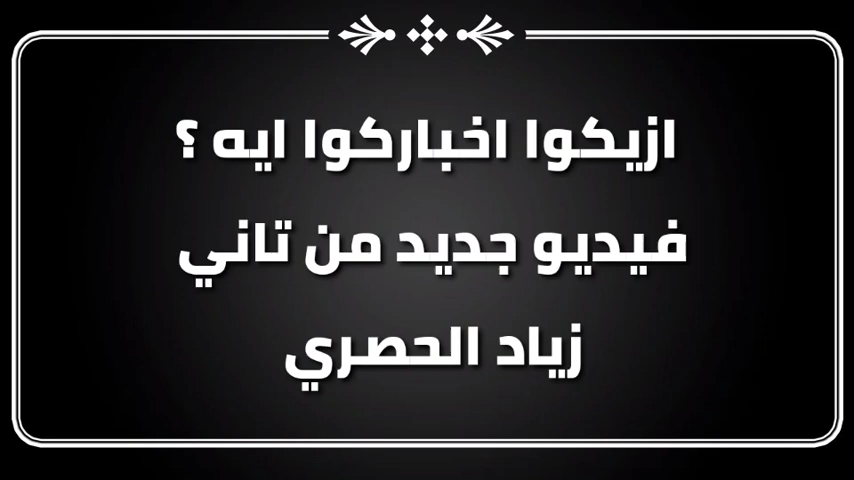 ازيكوا اخباركوا ايه ؟
فيديو جديد من تاني
زياد الحصري